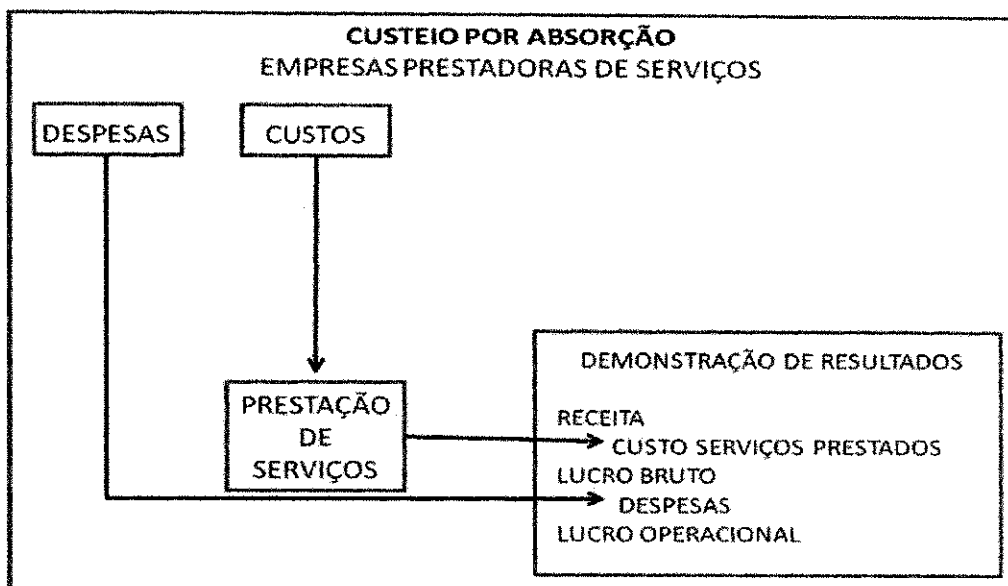 CUSTEIO POR ABSORÇÃO
EMPRESAS PRESTADORAS DE SERVIÇOS
DESPESAS
CUSTOS
PRESTAÇÃO
DE
SERVIÇOS
DEMONSTRAÇÃO DE RESULTADOS
RECEITA
CUSTO SERVIÇOS PRESTADOS
LUCRO BRUTO
DESPESAS
LUCRO OPERACIONAL